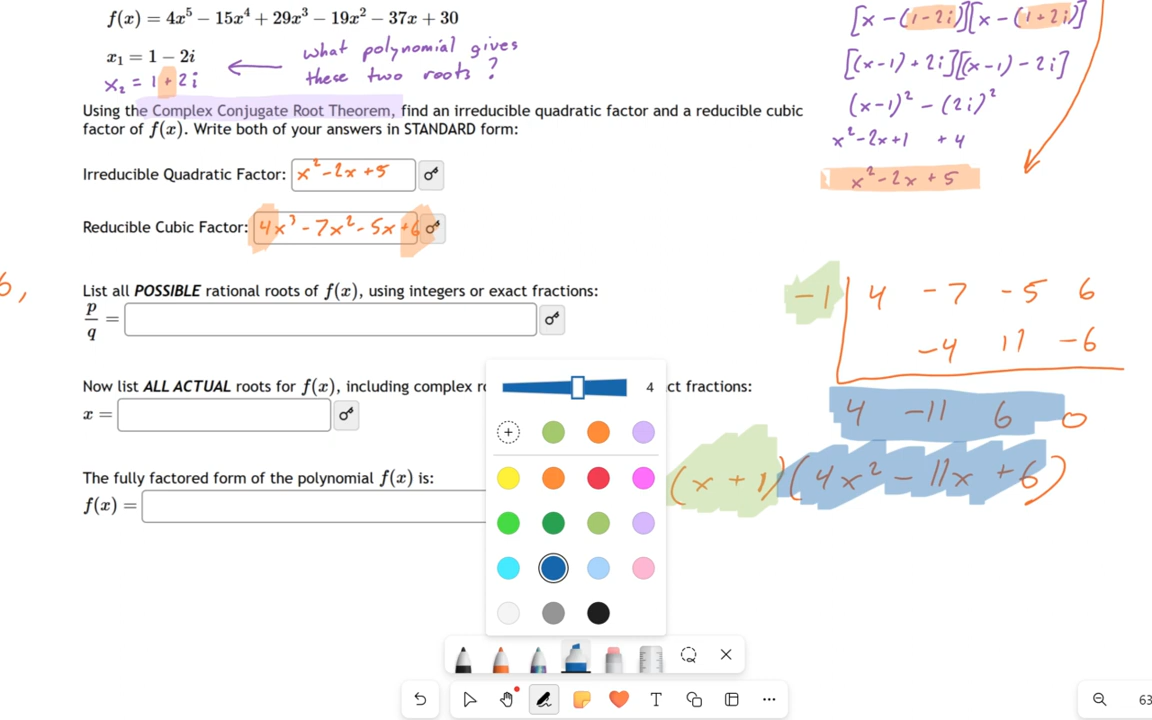 f(x) = 4x⁵ − 15x⁴ + 29x³ − 19x² − 37x + 30
x₁ = 1 − 2i
x₂ = 1 + 2i
what polynomial gives
these two roots?
Using the Complex Conjugate Root Theorem, find an irreducible quadratic factor and a reducible cubic
factor of f(x). Write both of your answers in STANDARD form:
Irreducible Quadratic Factor: x² - 2x + 5
Reducible Cubic Factor: 4x³ - 7x² - 5x + 6
6,
List all POSSIBLE rational roots of f(x), using integers or exact fractions:
p/q =
Now list ALL ACTUAL roots for f(x), including complex ct fractions:
x =
The fully factored form of the polynomial f(x) is:
f(x) =
[x - (1 - 2i)][x - (1 + 2i)]
[(x-1) + 2i][(x-1) - 2i]
(x-1)² - (2i)²
x² - 2x + 1 + 4
x² - 2x + 5
-1 | 4 -7 -5 6
-4 11 -6
4 -11 6 0
(x + 1)(4x² - 11x + 6)
4
63